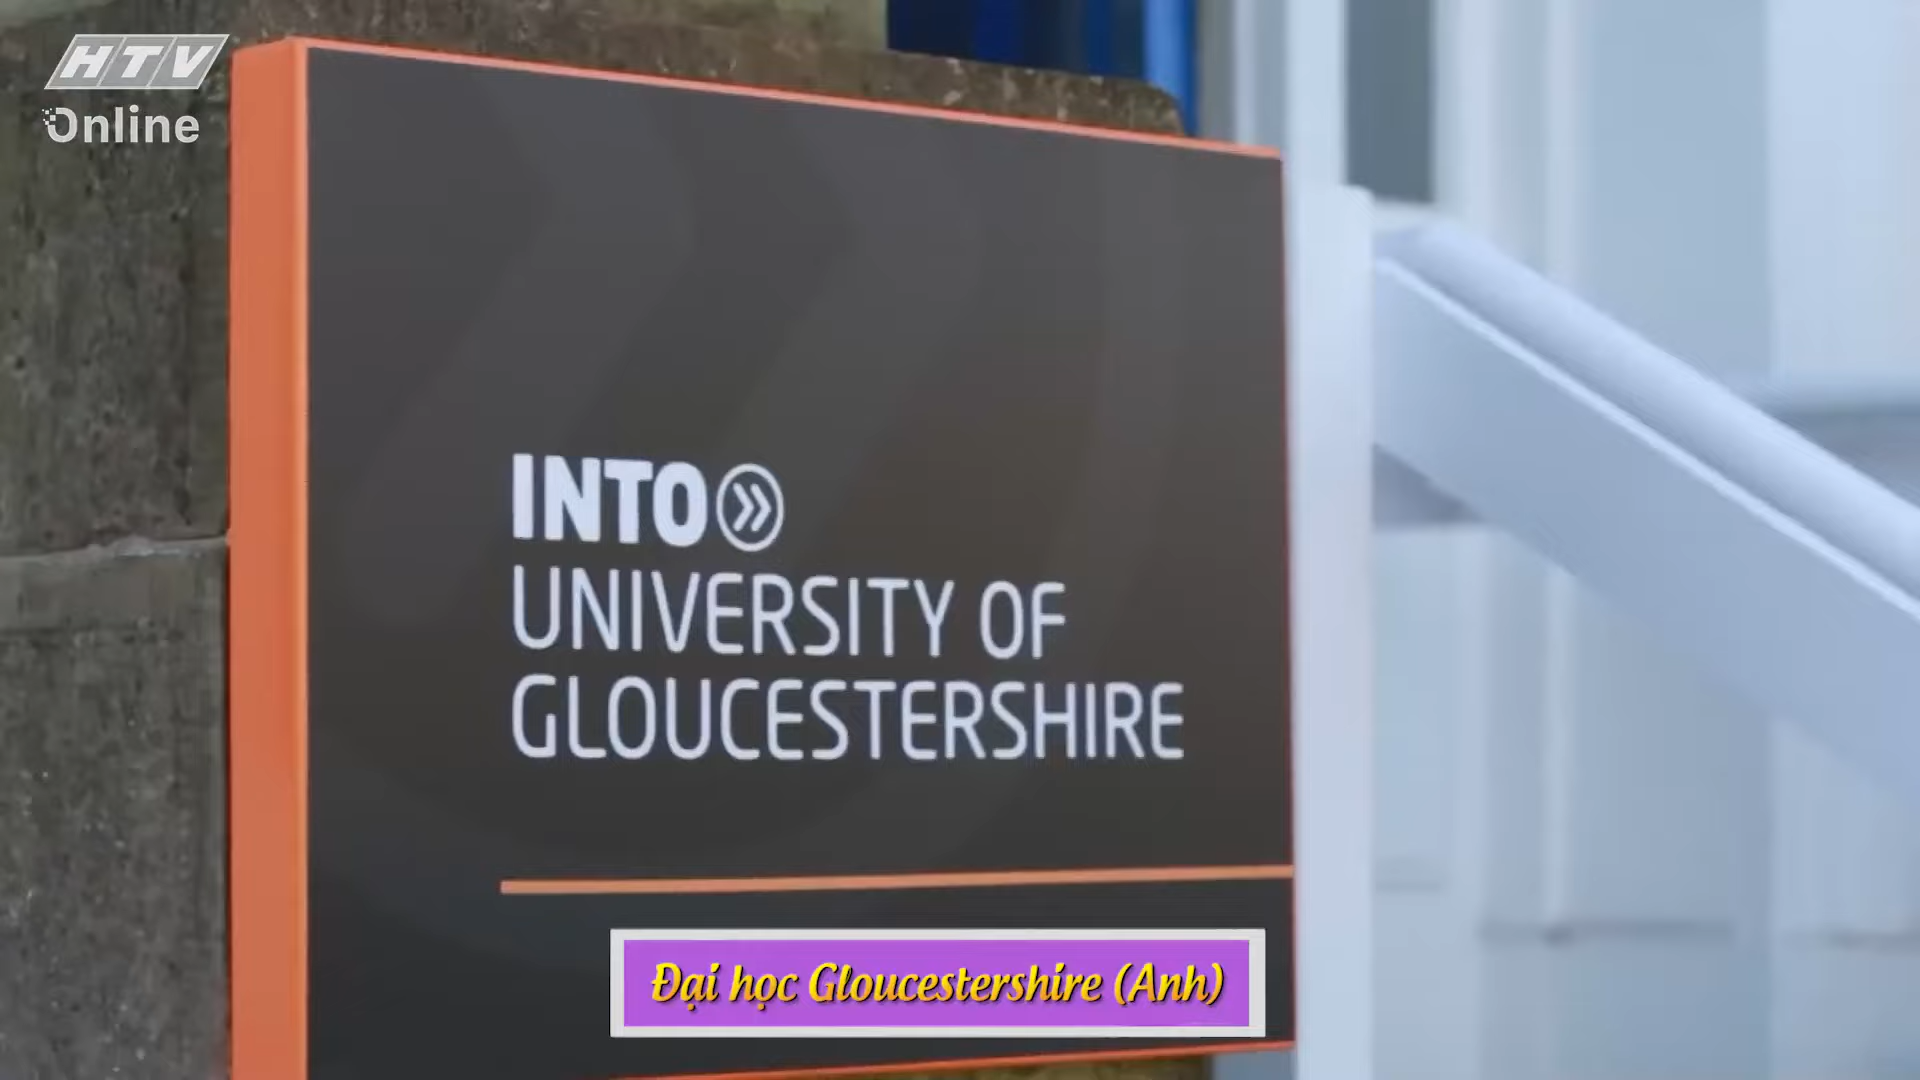 HTV
Online
INTO
UNIVERSITY OF
GLOUCESTERSHIRE
Đại học Gloucestershire (Anh)